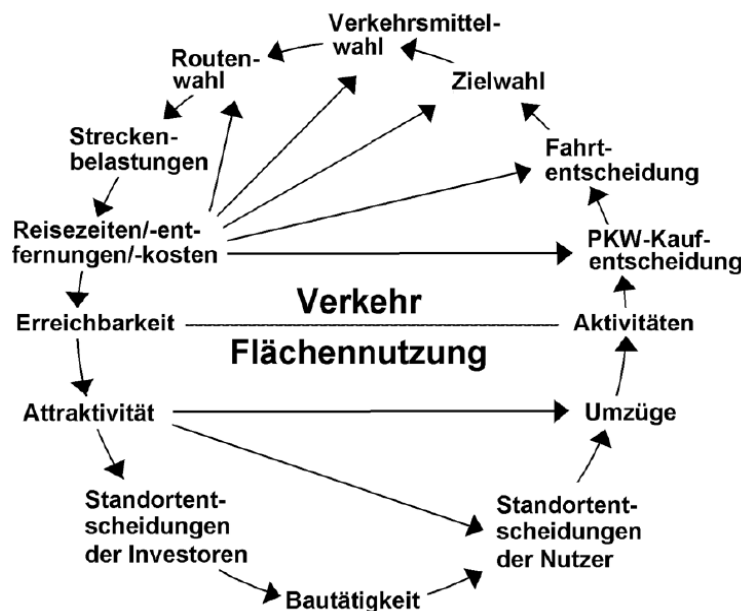 Verkehrsmittel-
wahl
Routen-
wahl
Zielwahl
Strecken-
belastungen
Fahrt-
entscheidung
Reisezeiten/-ent-
fernungen/-kosten
PKW-Kauf-
entscheidung
Verkehr
Erreichbarkeit
Aktivitäten
Flächennutzung
Attraktivität
Umzüge
Standortent-
scheidungen
der Investoren
Standortent-
scheidungen
der Nutzer
Bautätigkeit